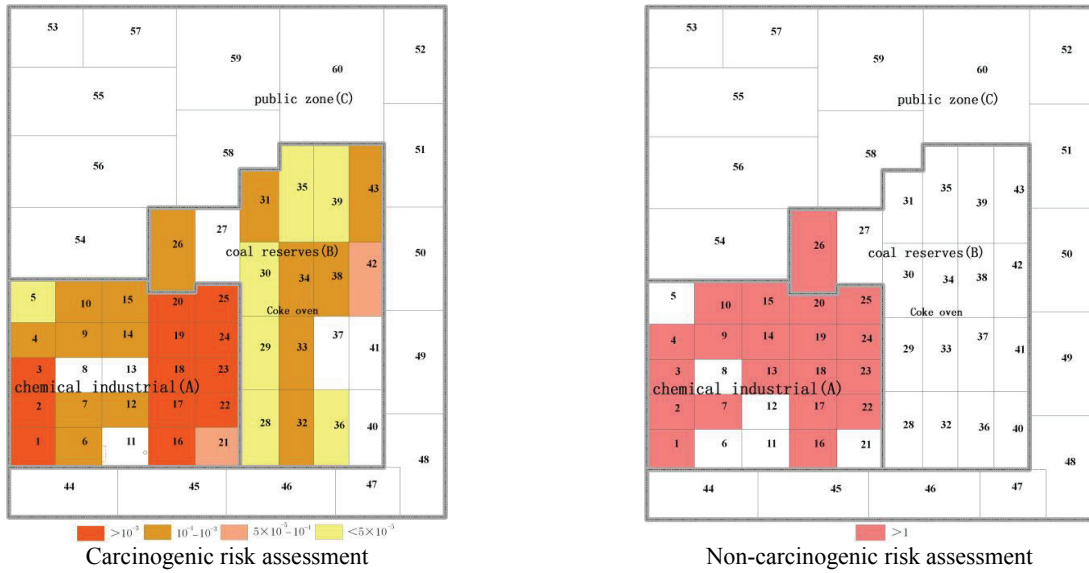 53 57 59 52
60
55 public zone(C)
56 58 51
35
31 39 43
54 26 27 50
coal reserves(B)
30 34 38 42
5 10 15 20 25
Coke oven
4 9 14 19 24 29 33 37 41 49
3 8 13 18 23
chemical industrial(A)
2 7 12 17 22
28 32 36 40
1 6 11 16 21
48
44 45 46 47
>10⁻³ 10⁻⁴-10⁻³ 5×10⁻⁵-10⁻⁴ <5×10⁻⁵
Carcinogenic risk assessment
53 57 59 52
60
55 public zone(C)
56 58 51
35
31 39 43
54 26 27 50
coal reserves(B)
30 34 38 42
5 10 15 20 25
Coke oven
4 9 14 19 24 29 33 37 41 49
3 8 13 18 23
chemical industrial(A)
2 7 12 17 22
28 32 36 40
1 6 11 16 21
48
44 45 46 47
>1
Non-carcinogenic risk assessment